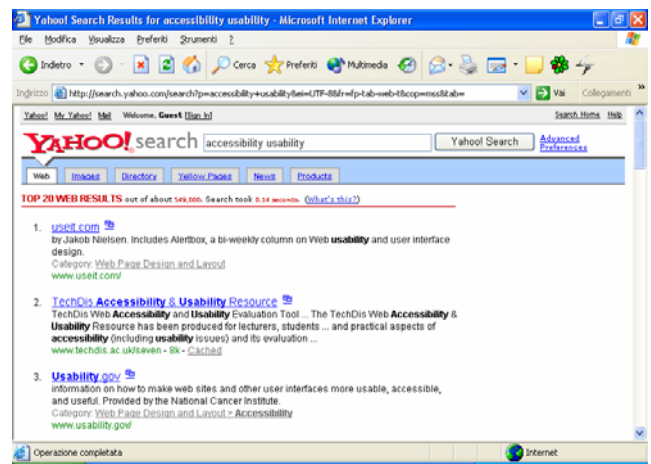 Yahoo! Search Results for accessibility usability - Microsoft Internet Explorer
File Modifica Visualizza Preferiti Strumenti ?
Indietro Cerca Preferiti Multimedia
Indirizzo http://search.yahoo.com/search?p=accessibility+usability&ei=UTF-8&fr=fp-tab-web-t&cop=mss&tab= Vai Collegamenti »
Yahoo! My Yahoo! Mail Welcome, Guest [Sign In] Search Home Help
YAHOO! search accessibility usability Yahoo! Search Advanced
Preferences
Web Images Directory Yellow Pages News Products
TOP 20 WEB RESULTS out of about 549,000. Search took 0.14 seconds. (What's this?)
1. useit.com
by Jakob Nielsen. Includes Alertbox, a bi-weekly column on Web usability and user interface
design.
Category: Web Page Design and Layout
www.useit.com/
2. TechDis Accessibility & Usability Resource
TechDis Web Accessibility and Usability Evaluation Tool ... The TechDis Web Accessibility &
Usability Resource has been produced for lecturers, students ... and practical aspects of
accessibility (including usability issues) and its evaluation ...
www.techdis.ac.uk/seven - 8k - Cached
3. Usability.gov
information on how to make web sites and other user interfaces more usable, accessible,
and useful. Provided by the National Cancer Institute.
Category: Web Page Design and Layout > Accessibility
www.usability.gov/
Operazione completata Internet